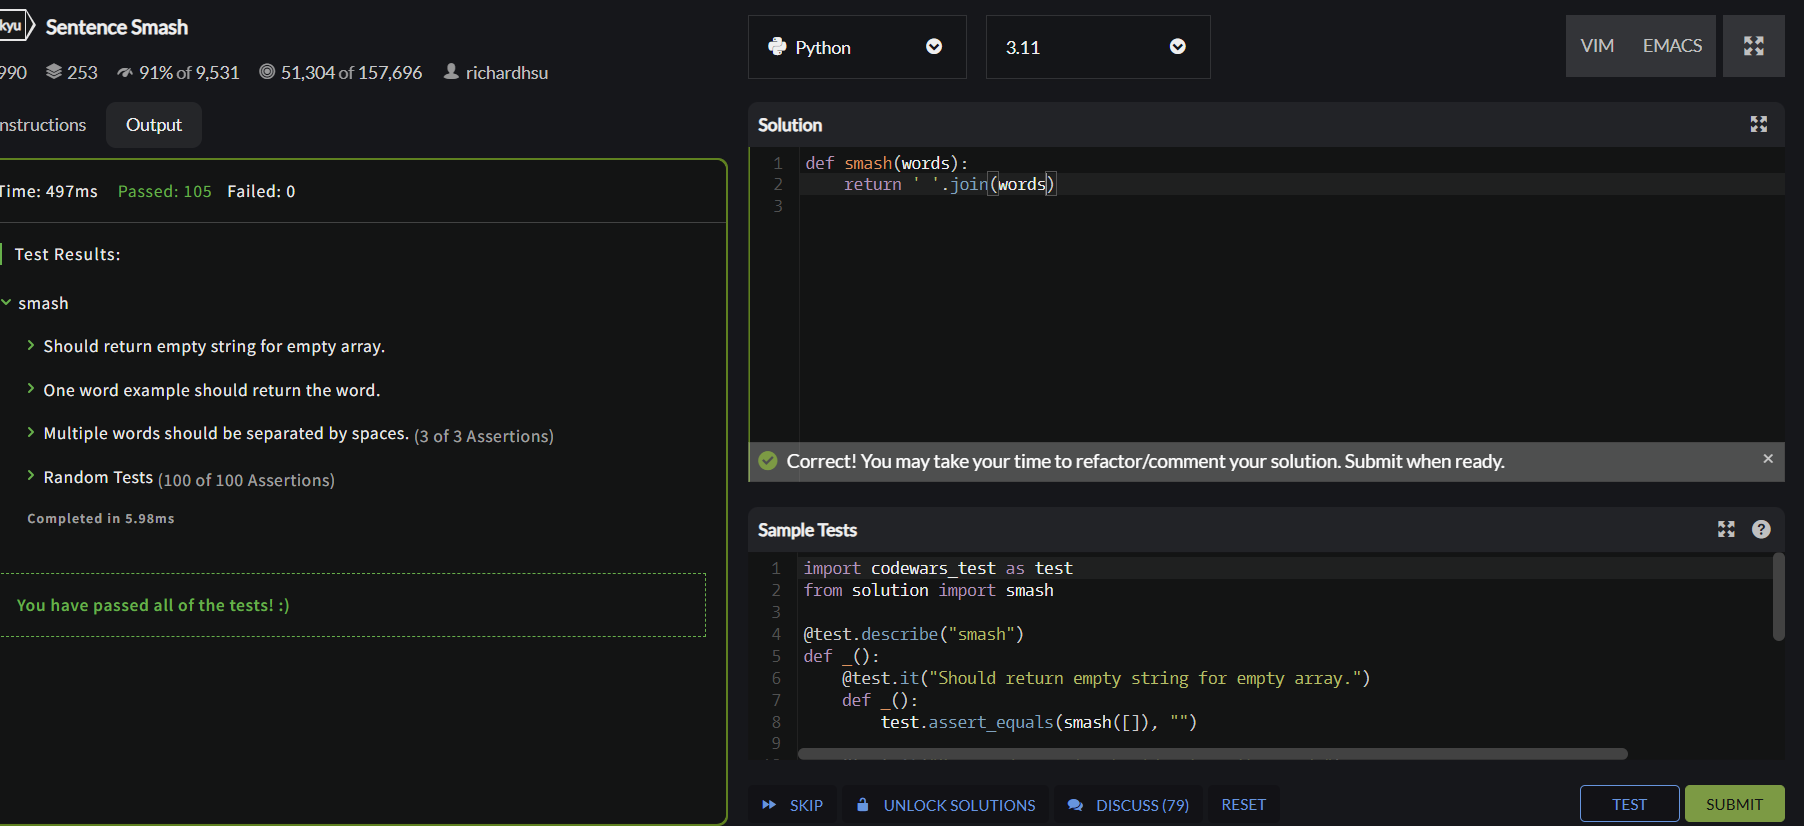 kyu Sentence Smash
990 253 91% of 9,531 51,304 of 157,696 richardhsu
nstructions Output
Time: 497ms Passed: 105 Failed: 0
Test Results:
smash
Should return empty string for empty array.
One word example should return the word.
Multiple words should be separated by spaces. (3 of 3 Assertions)
Random Tests (100 of 100 Assertions)
Completed in 5.98ms
You have passed all of the tests! :)
Python 3.11 VIM EMACS
Solution
1 def smash(words):
2     return ' '.join(words)
3
Correct! You may take your time to refactor/comment your solution. Submit when ready. ×
Sample Tests ?
1 import codewars_test as test
2 from solution import smash
3
4 @test.describe("smash")
5 def _():
6     @test.it("Should return empty string for empty array.")
7     def _():
8         test.assert_equals(smash([]), "")
9
SKIP UNLOCK SOLUTIONS DISCUSS (79) RESET TEST SUBMIT